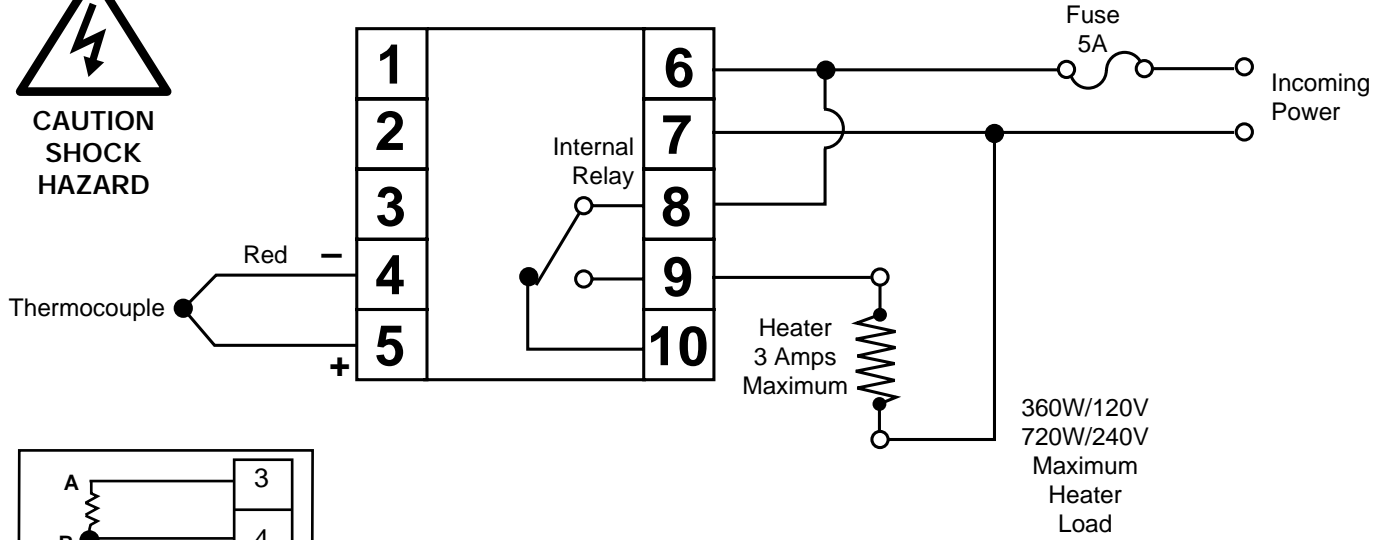 CAUTION
SHOCK
HAZARD
1
2
3
4
5
6
7
8
9
10
Internal
Relay
Fuse
5A
Incoming
Power
Red
−
Thermocouple
+
Heater
3 Amps
Maximum
360W/120V
720W/240V
Maximum
Heater
Load
A
3
B
4